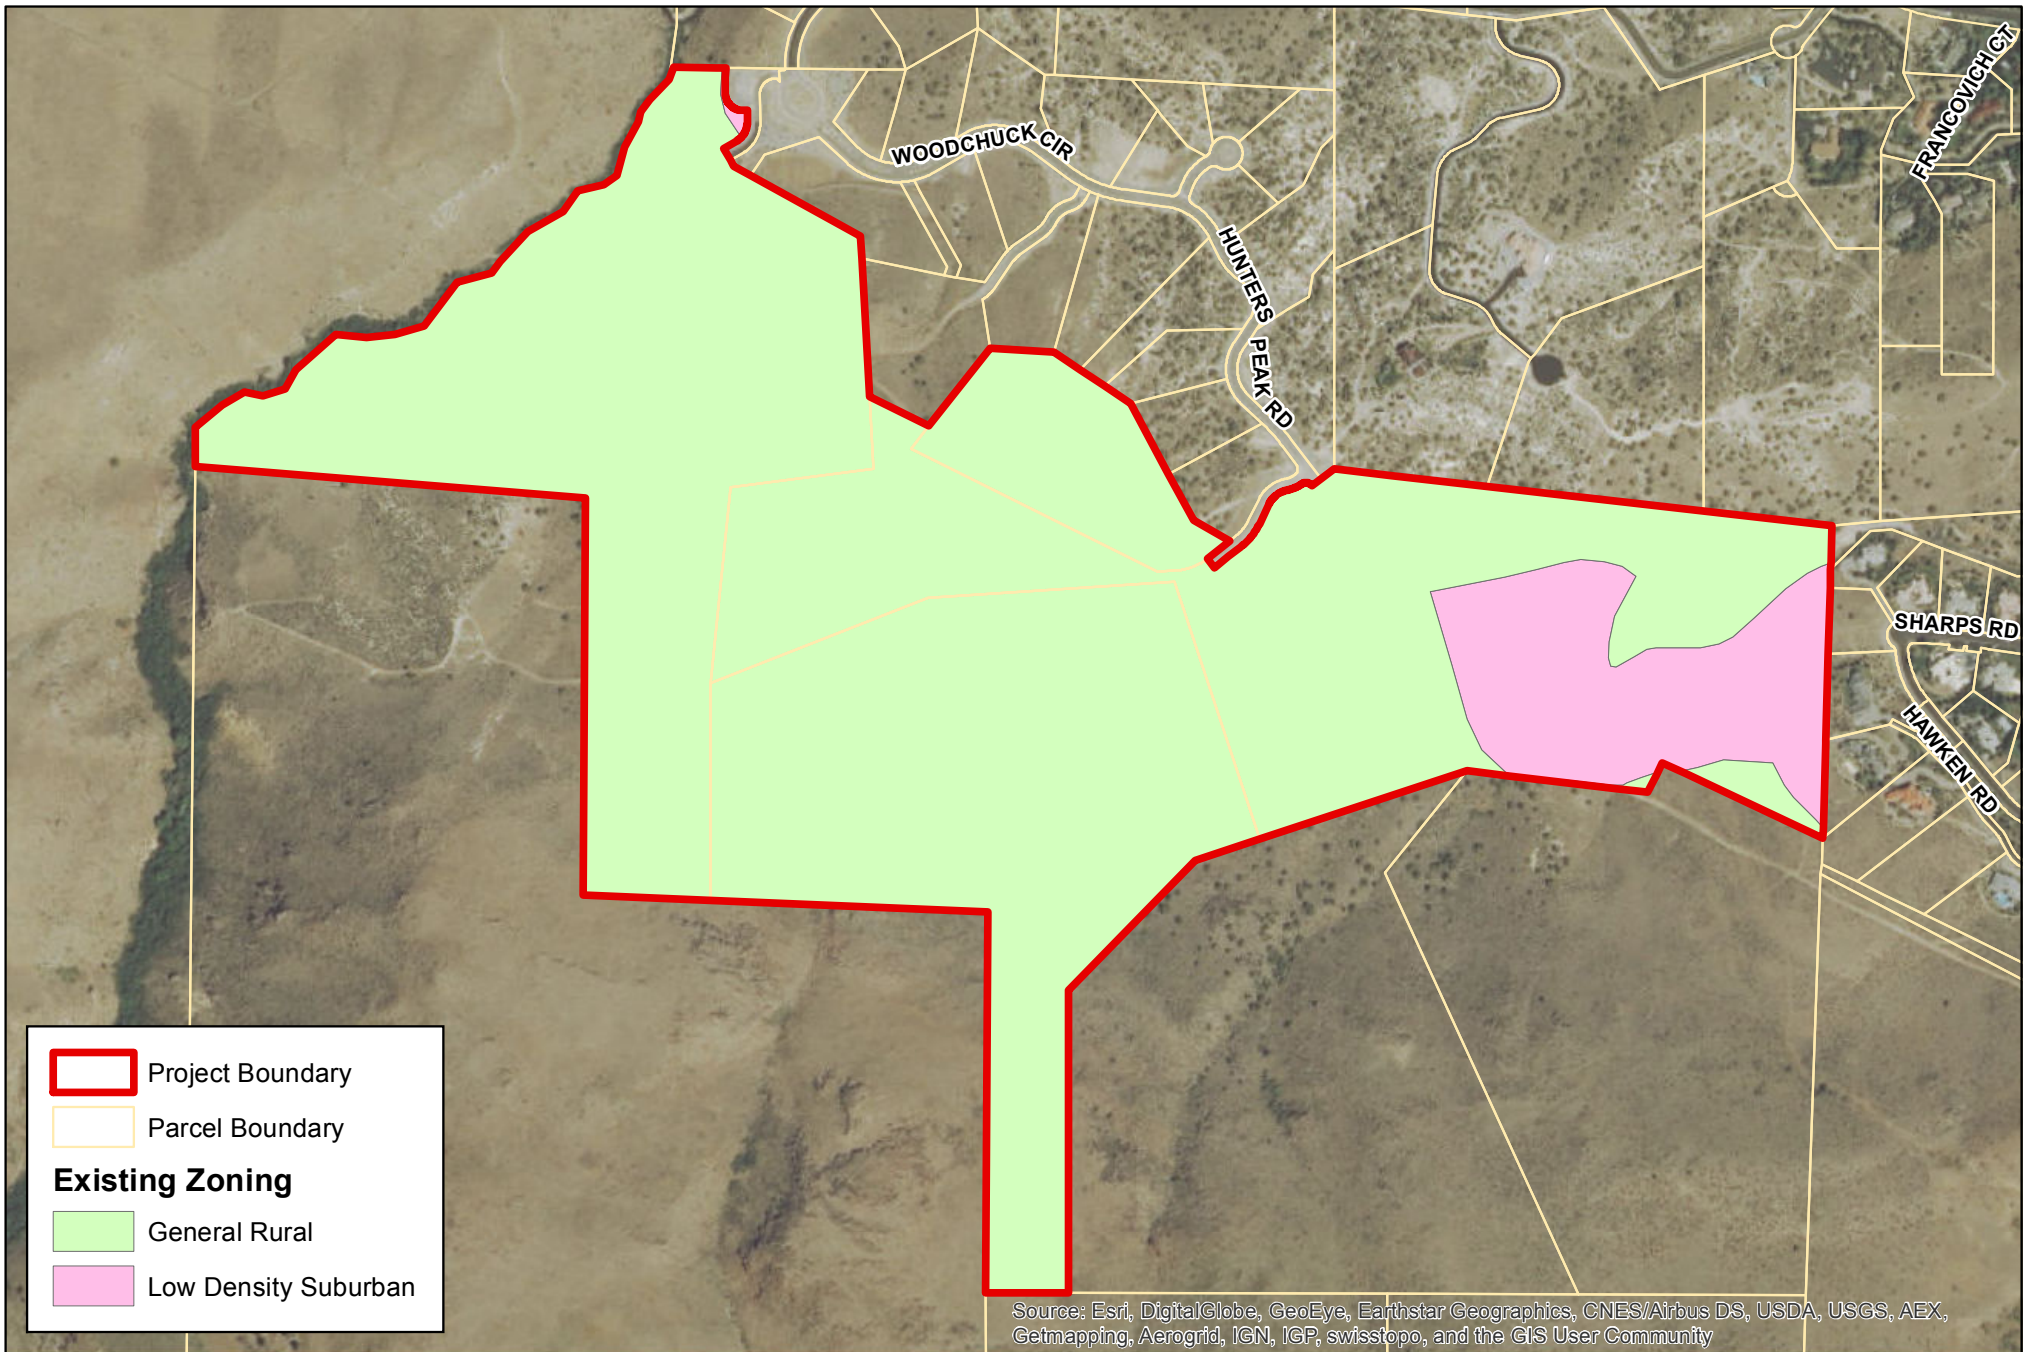 FRANCOVICH CT
WOODCHUCK CIR
HUNTERS PEAK RD
SHARPS RD
HAWKEN RD
Project Boundary
Parcel Boundary
Existing Zoning
General Rural
Low Density Suburban
Source: Esri, DigitalGlobe, GeoEye, Earthstar Geographics, CNES/Airbus DS, USDA, USGS, AEX,
Getmapping, Aerogrid, IGN, IGP, swisstopo, and the GIS User Community